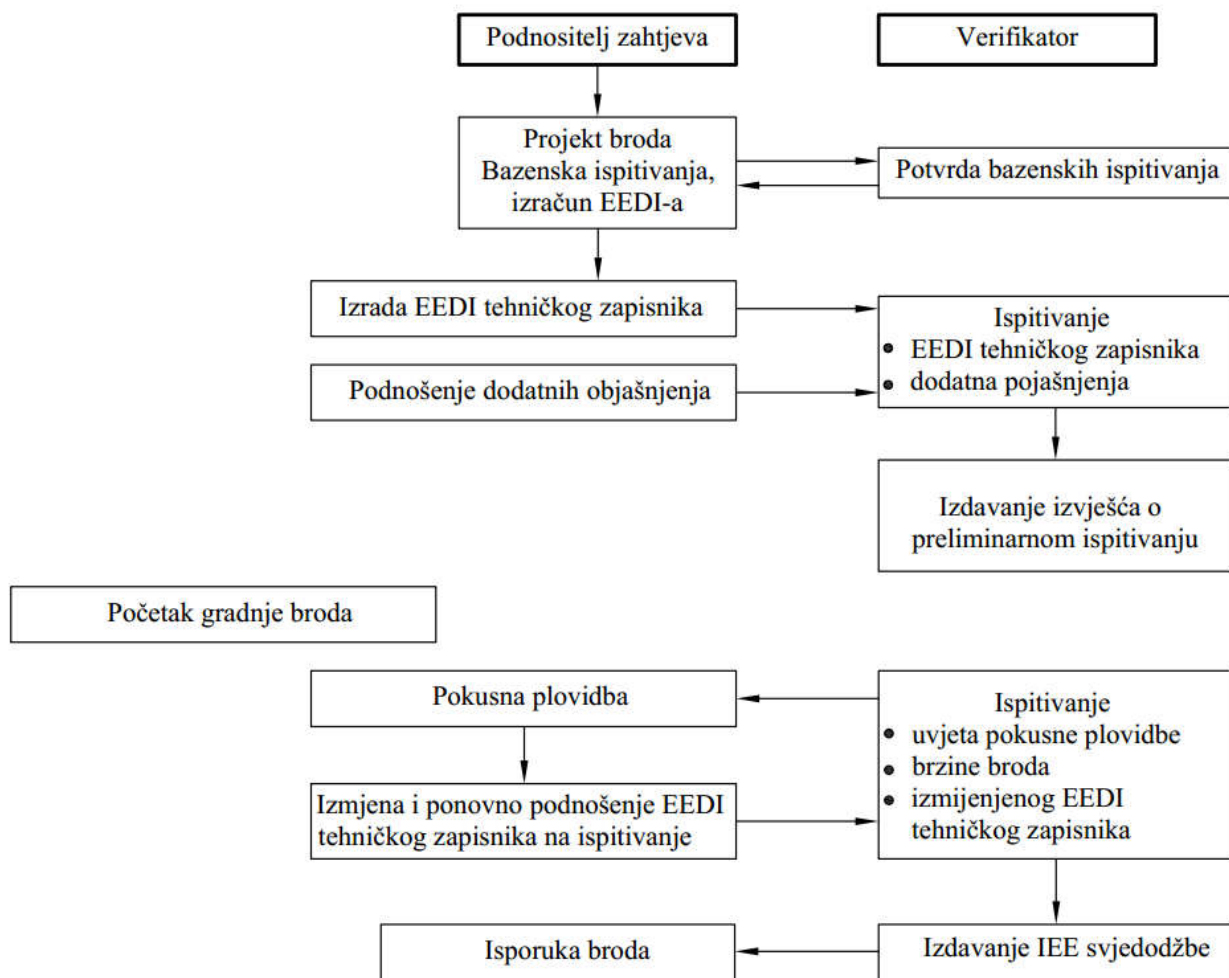 Podnositelj zahtjeva
Verifikator
Projekt broda
Bazenska ispitivanja,
izračun EEDI-a
Potvrda bazenskih ispitivanja
Izrada EEDI tehničkog zapisnika
Ispitivanje
• EEDI tehničkog zapisnika
• dodatna pojašnjenja
Podnošenje dodatnih objašnjenja
Izdavanje izvješća o
preliminarnom ispitivanju
Početak gradnje broda
Pokusna plovidba
Ispitivanje
• uvjeta pokusne plovidbe
• brzine broda
• izmijenjenog EEDI
tehničkog zapisnika
Izmjena i ponovno podnošenje EEDI
tehničkog zapisnika na ispitivanje
Isporuka broda
Izdavanje IEE svjedodžbe